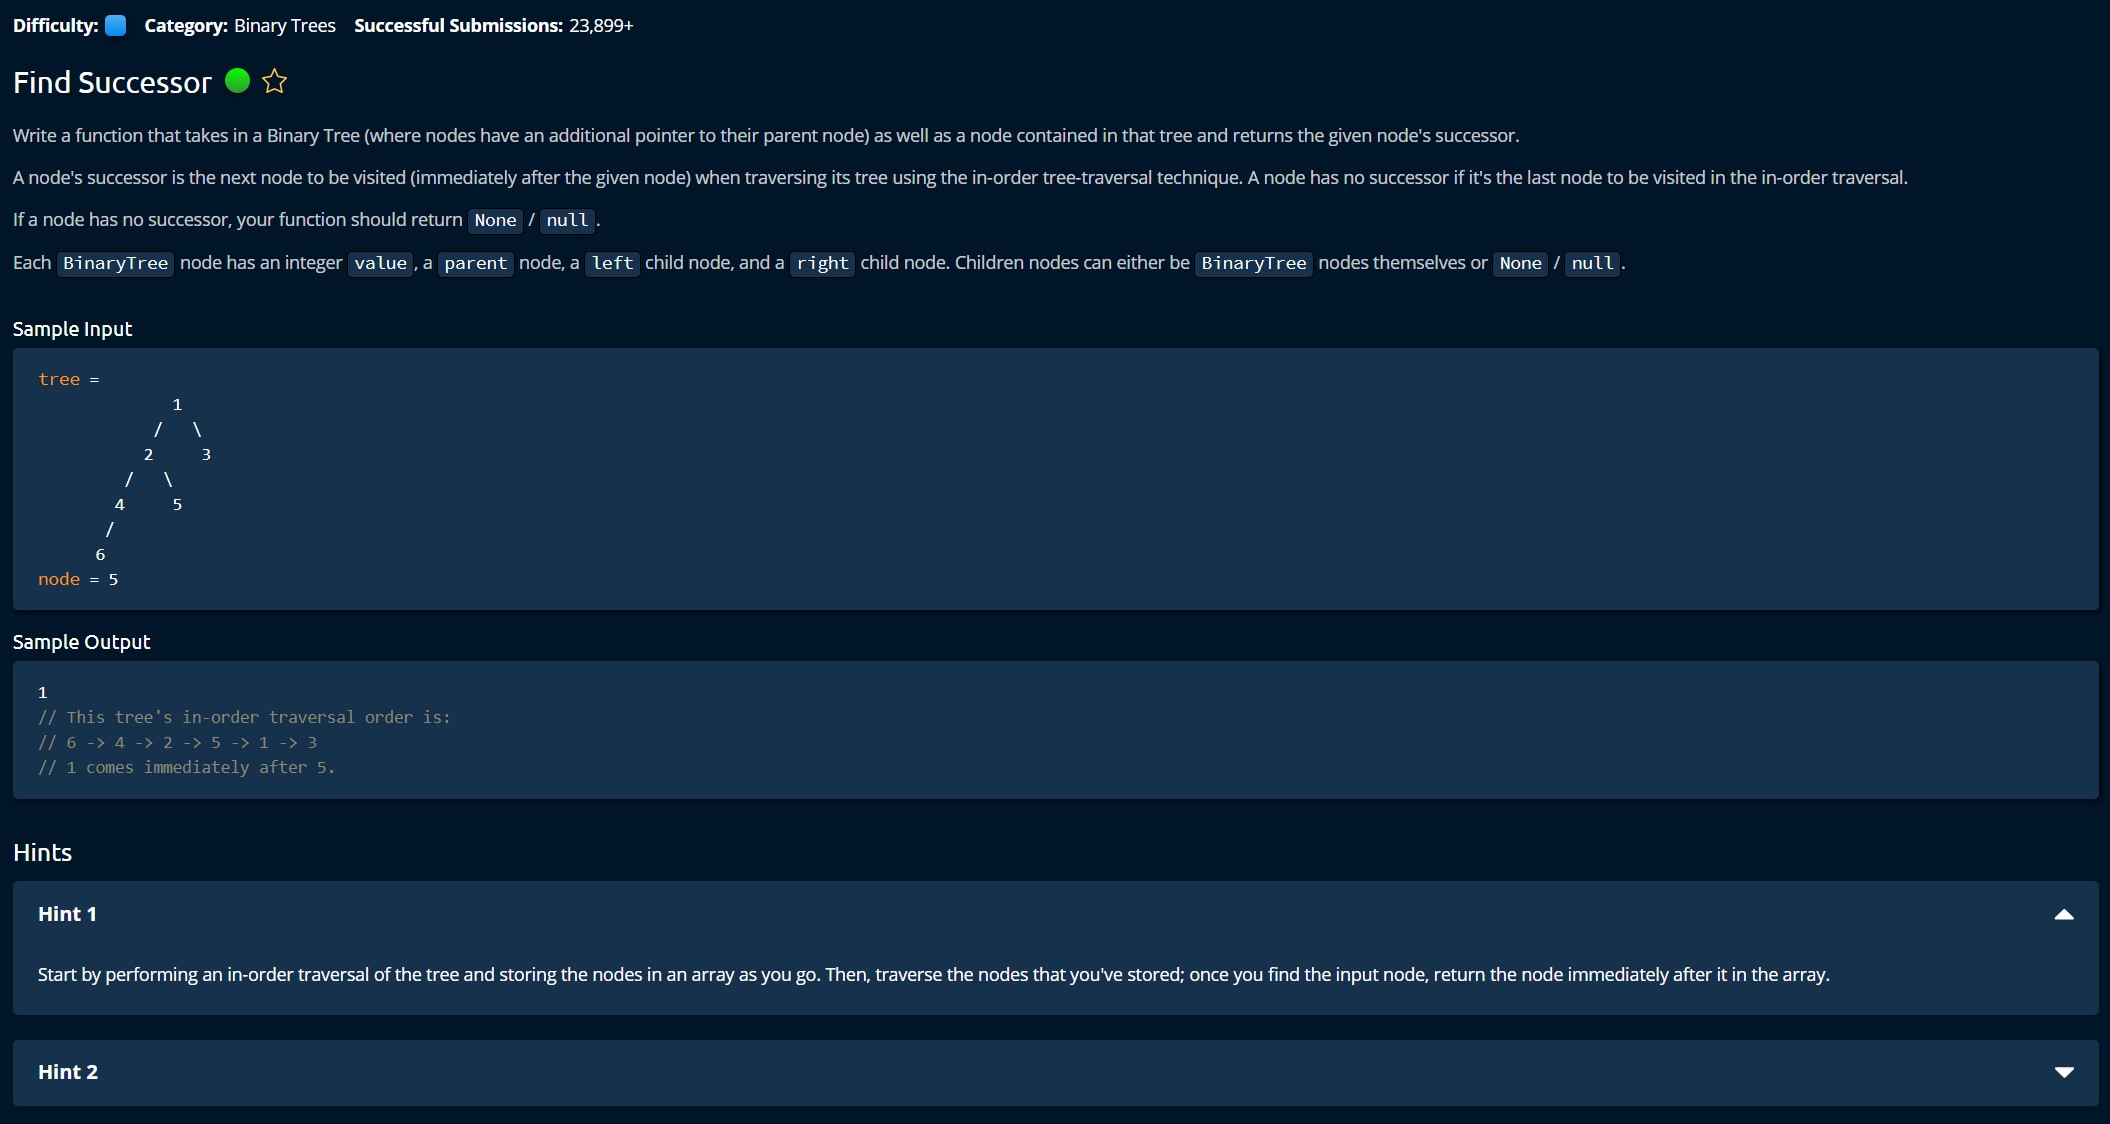 Difficulty: Category: Binary Trees Successful Submissions: 23,899+
Find Successor
Write a function that takes in a Binary Tree (where nodes have an additional pointer to their parent node) as well as a node contained in that tree and returns the given node's successor.
A node's successor is the next node to be visited (immediately after the given node) when traversing its tree using the in-order tree-traversal technique. A node has no successor if it's the last node to be visited in the in-order traversal.
If a node has no successor, your function should return None / null.
Each BinaryTree node has an integer value, a parent node, a left child node, and a right child node. Children nodes can either be BinaryTree nodes themselves or None / null.
Sample Input
tree =
              1
            /   \
           2     3
         /   \
        4     5
       /
      6
node = 5
Sample Output
1
// This tree's in-order traversal order is:
// 6 -> 4 -> 2 -> 5 -> 1 -> 3
// 1 comes immediately after 5.
Hints
Hint 1
Start by performing an in-order traversal of the tree and storing the nodes in an array as you go. Then, traverse the nodes that you've stored; once you find the input node, return the node immediately after it in the array.
Hint 2